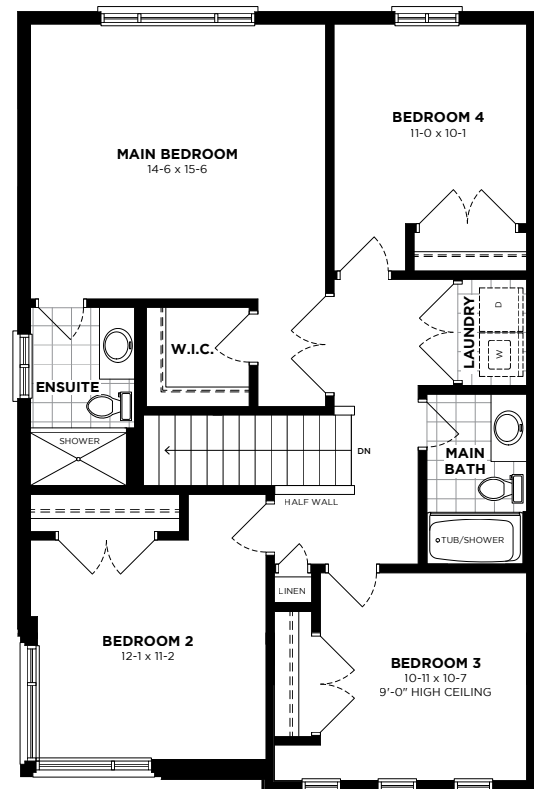 MAIN BEDROOM
14-6 x 15-6
BEDROOM 4
11-0 x 10-1
W.I.C.
LAUNDRY
D
W
ENSUITE
SHOWER
DN
MAIN
BATH
HALF WALL
TUB/SHOWER
LINEN
BEDROOM 2
12-1 x 11-2
BEDROOM 3
10-11 x 10-7
9'-0" HIGH CEILING